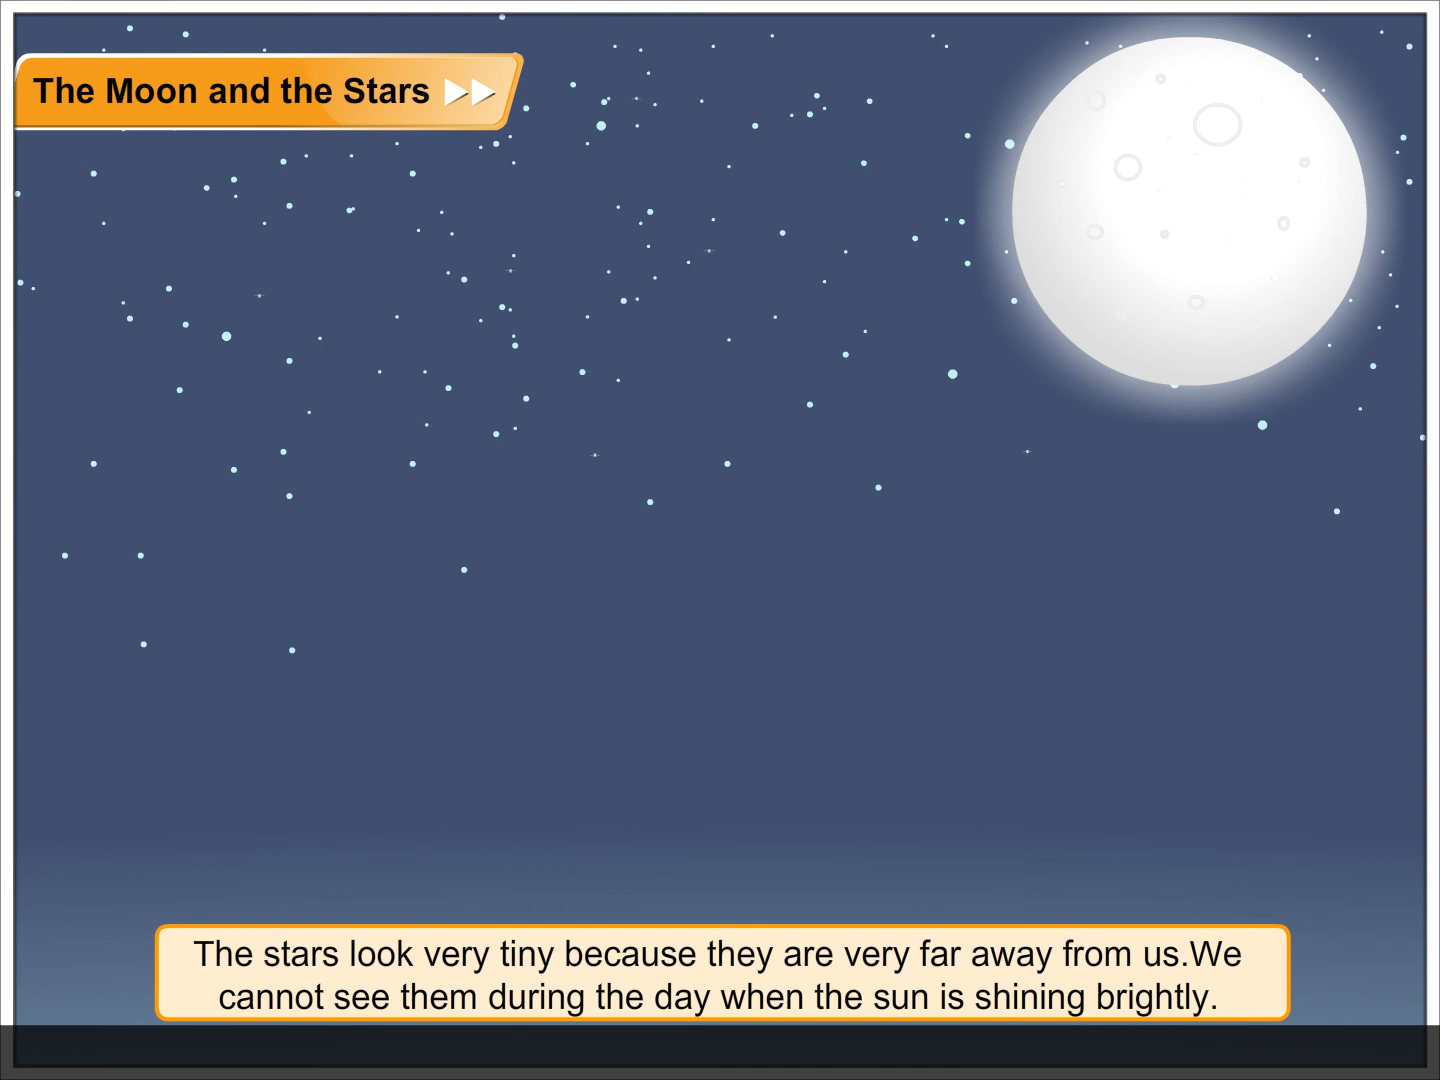 The Moon and the Stars
The stars look very tiny because they are very far away from us.We
cannot see them during the day when the sun is shining brightly.